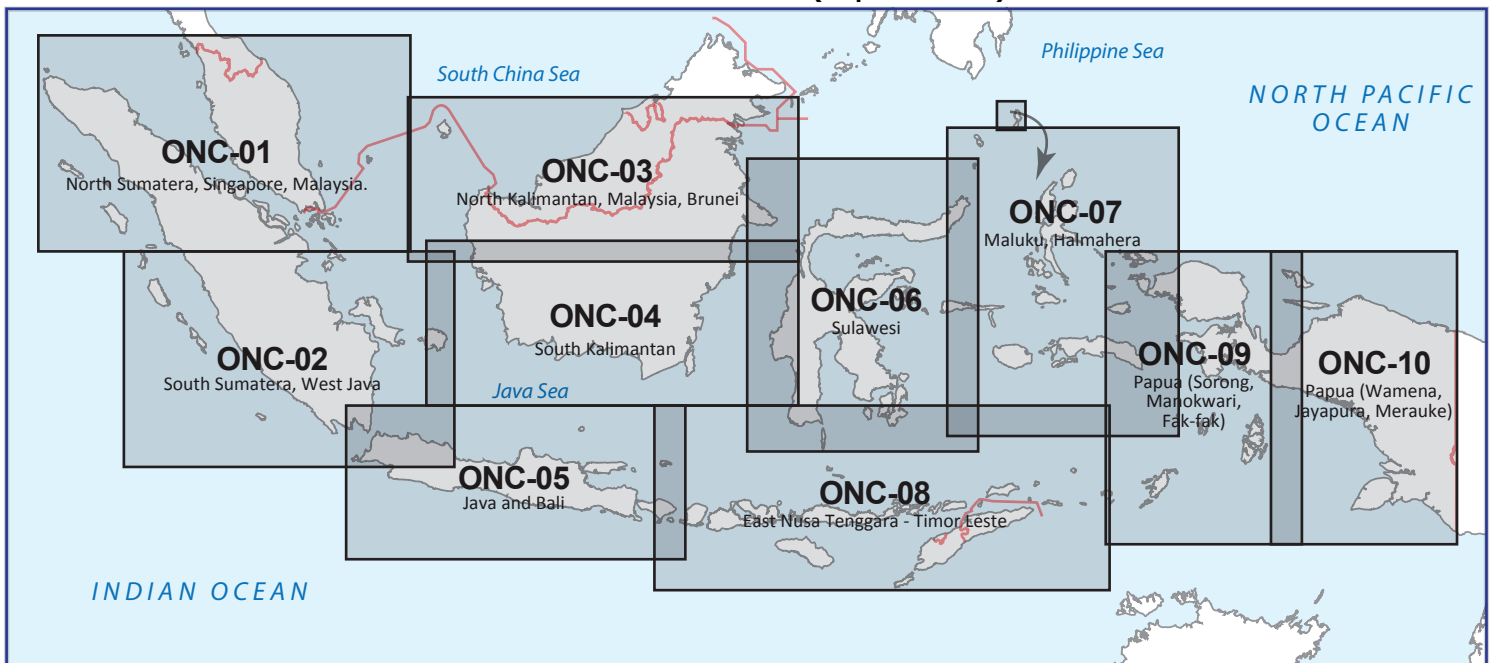 Philippine Sea
South China Sea
NORTH PACIFIC
OCEAN
ONC-01
North Sumatera, Singapore, Malaysia.
ONC-03
North Kalimantan, Malaysia, Brunei
ONC-07
Maluku, Halmahera
ONC-06
Sulawesi
ONC-04
South Kalimantan
ONC-02
South Sumatera, West Java
ONC-09
Papua (Sorong,
Manokwari,
Fak-fak)
ONC-10
Papua (Wamena,
Jayapura, Merauke)
Java Sea
ONC-05
Java and Bali
ONC-08
East Nusa Tenggara - Timor Leste
INDIAN OCEAN